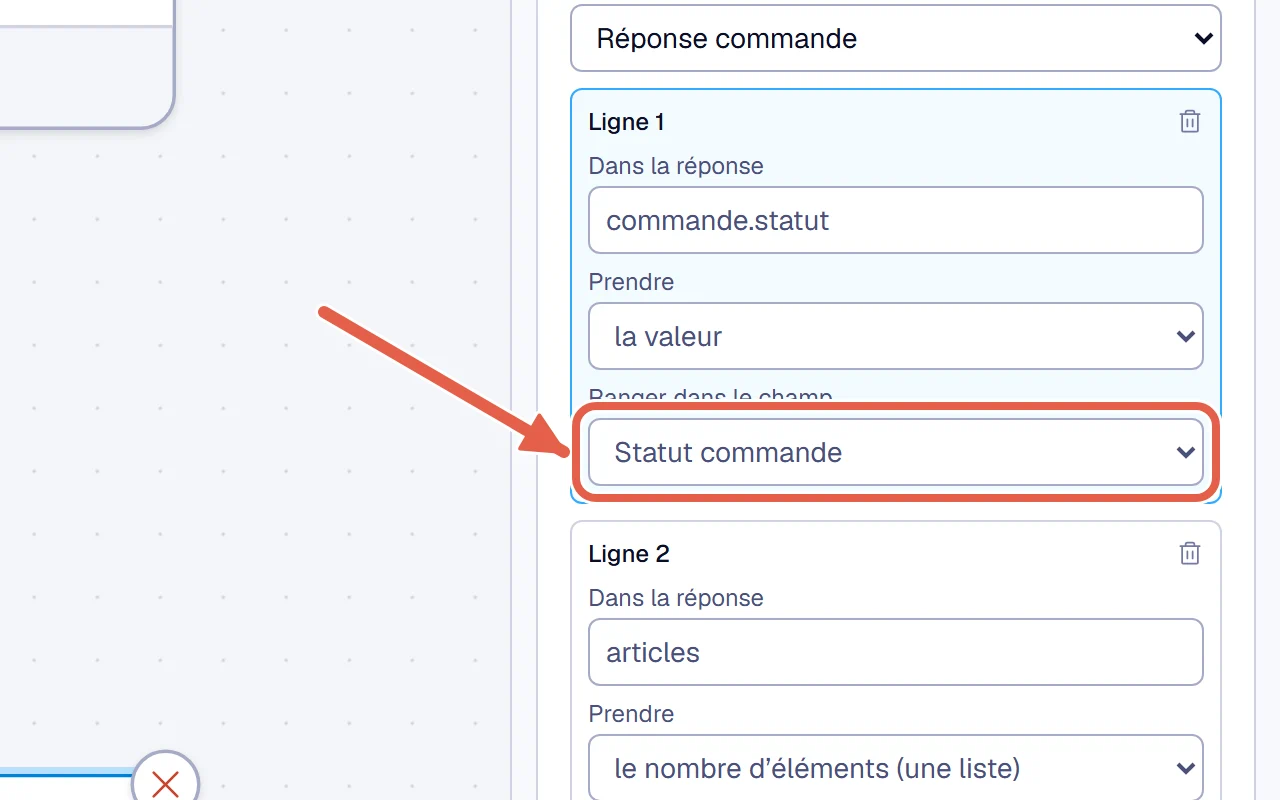 Réponse commande
Ligne 1
Dans la réponse
commande.statut
Prendre
la valeur
Ranger dans le champ
Statut commande
Ligne 2
Dans la réponse
articles
Prendre
le nombre d’éléments (une liste)